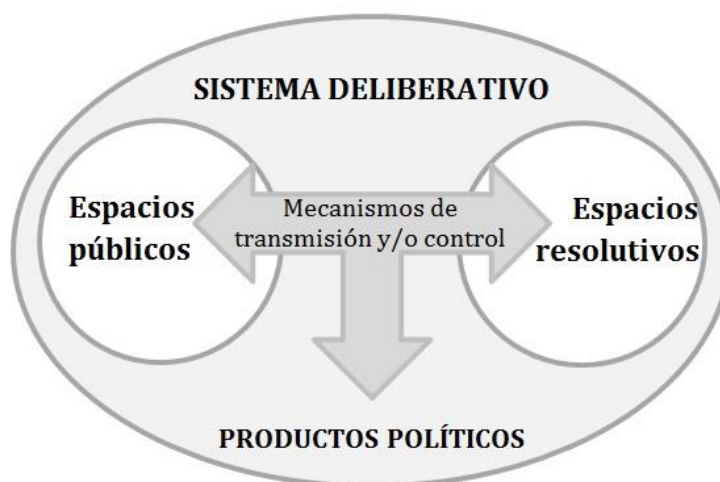 SISTEMA DELIBERATIVO
Espacios
públicos
Mecanismos de
transmisión y/o control
Espacios
resolutivos
PRODUCTOS POLÍTICOS